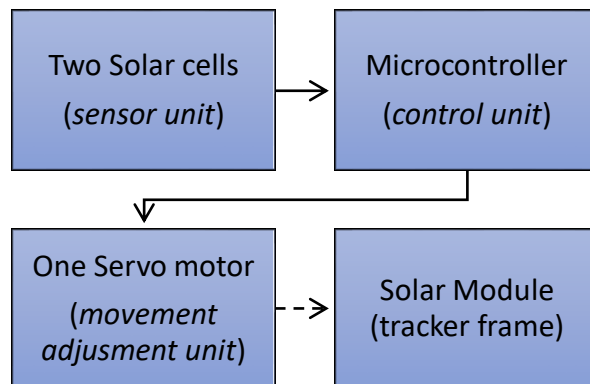 Two Solar cells
(sensor unit)
Microcontroller
(control unit)
One Servo motor
(movement
adjusment unit)
Solar Module
(tracker frame)